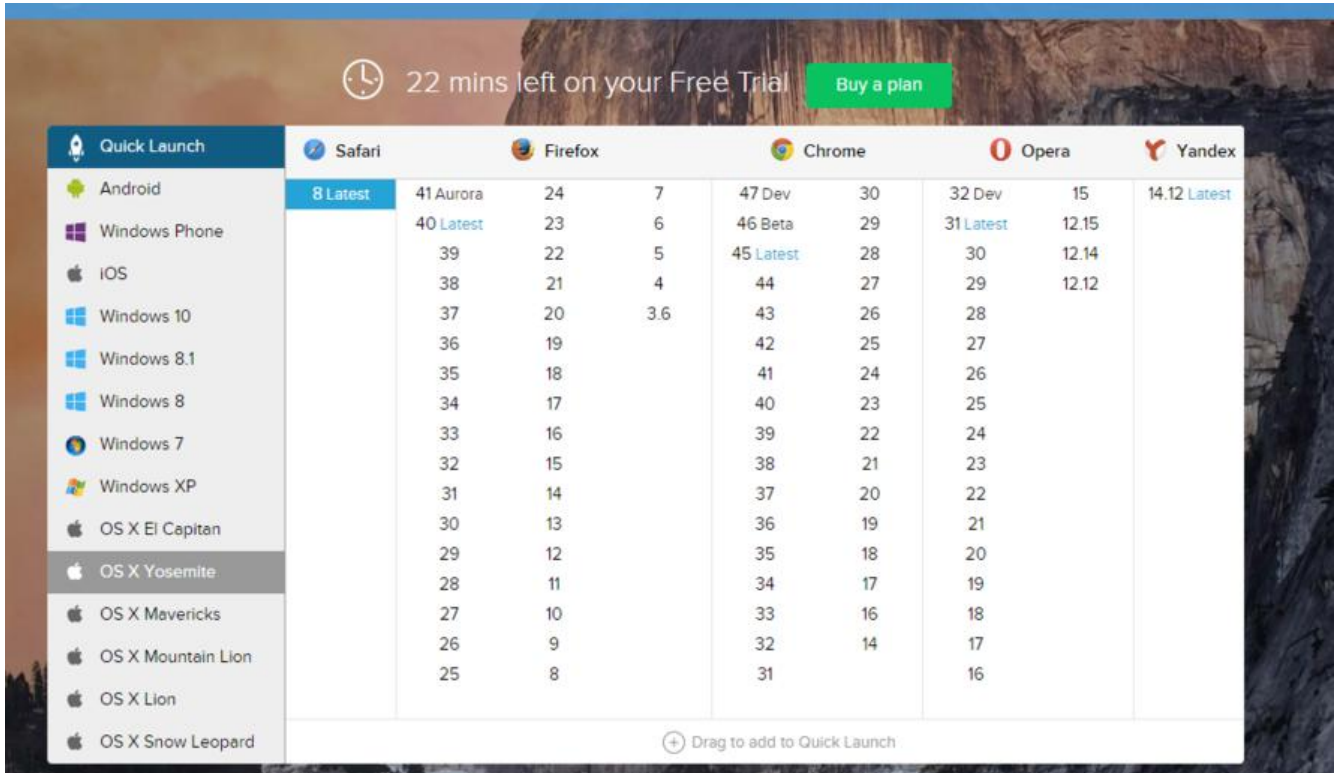 22 mins left on your Free Trial Buy a plan
Quick Launch
Android
Windows Phone
iOS
Windows 10
Windows 8.1
Windows 8
Windows 7
Windows XP
OS X El Capitan
OS X Yosemite
OS X Mavericks
OS X Mountain Lion
OS X Lion
OS X Snow Leopard
Safari Firefox Chrome Opera Yandex
8 Latest 41 Aurora 24 7 47 Dev 30 32 Dev 15 14.12 Latest
40 Latest 23 6 46 Beta 29 31 Latest 12.15
39 22 5 45 Latest 28 30 12.14
38 21 4 44 27 29 12.12
37 20 3.6 43 26 28
36 19 42 25 27
35 18 41 24 26
34 17 40 23 25
33 16 39 22 24
32 15 38 21 23
31 14 37 20 22
30 13 36 19 21
29 12 35 18 20
28 11 34 17 19
27 10 33 16 18
26 9 32 14 17
25 8 31 16
Drag to add to Quick Launch